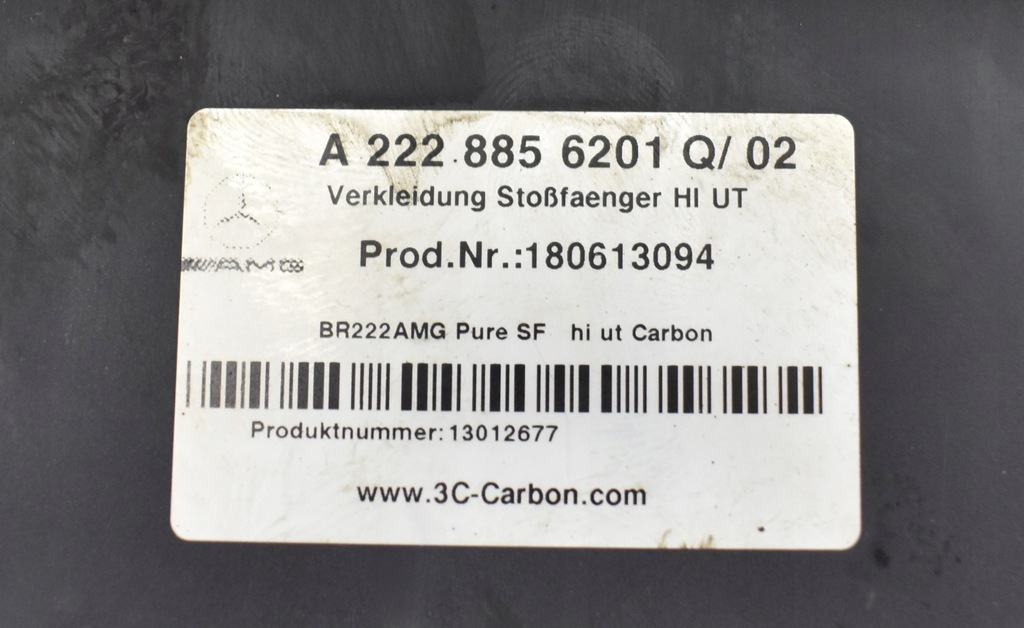 A 222 885 6201 Q/ 02
Verkleidung Stoßfaenger HI UT
AMG
Prod.Nr.:180613094
BR222AMG Pure SF hi ut Carbon
Produktnummer:13012677
www.3C-Carbon.com